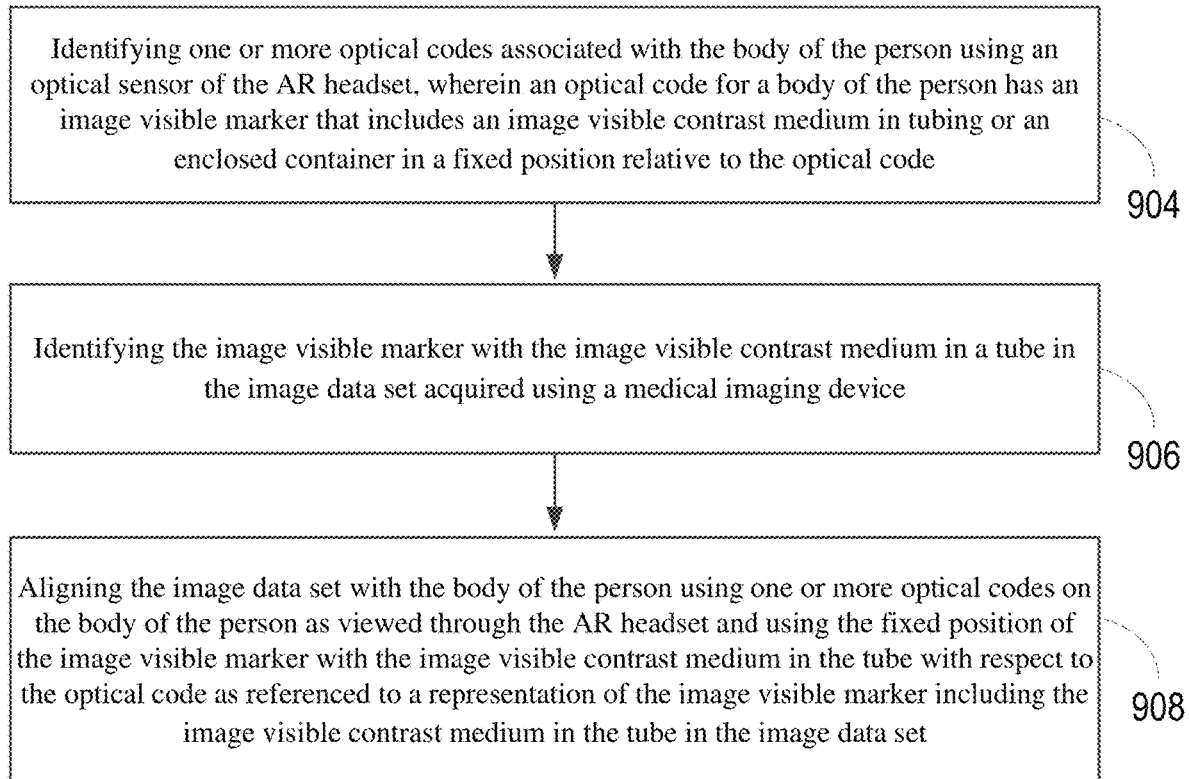 Identifying one or more optical codes associated with the body of the person using an
optical sensor of the AR headset, wherein an optical code for a body of the person has an
image visible marker that includes an image visible contrast medium in tubing or an
enclosed container in a fixed position relative to the optical code
904
Identifying the image visible marker with the image visible contrast medium in a tube in
the image data set acquired using a medical imaging device
906
Aligning the image data set with the body of the person using one or more optical codes on
the body of the person as viewed through the AR headset and using the fixed position of
the image visible marker with the image visible contrast medium in the tube with respect to
the optical code as referenced to a representation of the image visible marker including the
image visible contrast medium in the tube in the image data set
908